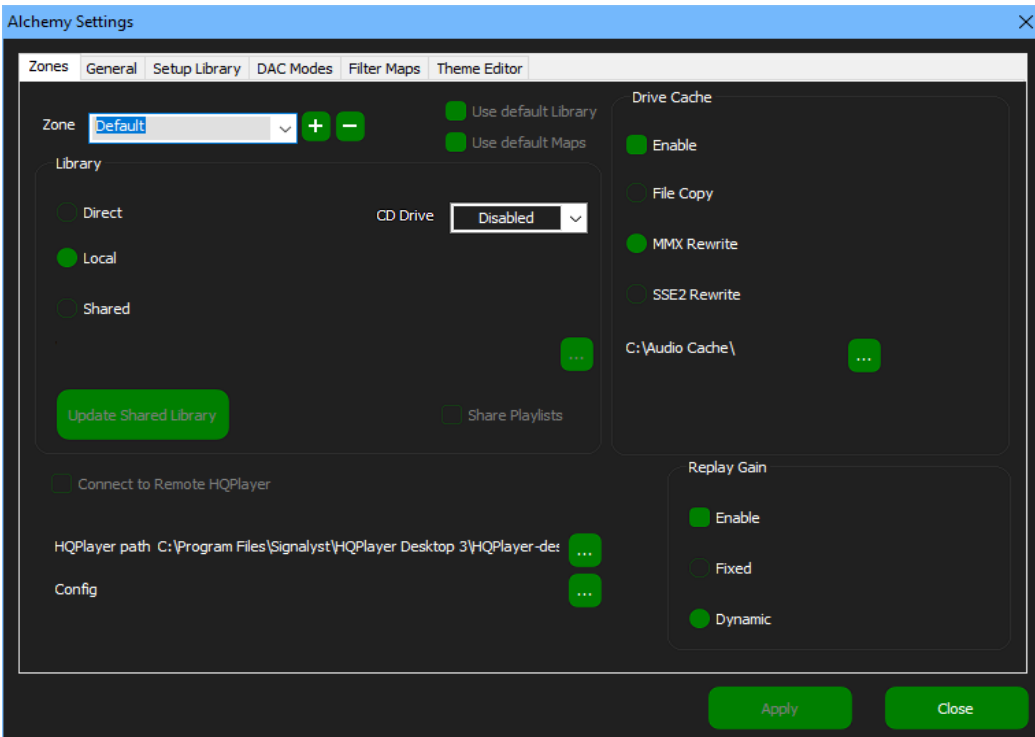 Alchemy Settings
Zones General Setup Library DAC Modes Filter Maps Theme Editor
Zone Default + −
Use default Library
Use default Maps
Library
Direct
CD Drive Disabled
Local
Shared
...
Update Shared Library
Share Playlists
Connect to Remote HQPlayer
HQPlayer path C:\Program Files\Signalyst\HQPlayer Desktop 3\HQPlayer-des ...
Config ...
Drive Cache
Enable
File Copy
MMX Rewrite
SSE2 Rewrite
C:\Audio Cache\ ...
Replay Gain
Enable
Fixed
Dynamic
Apply Close